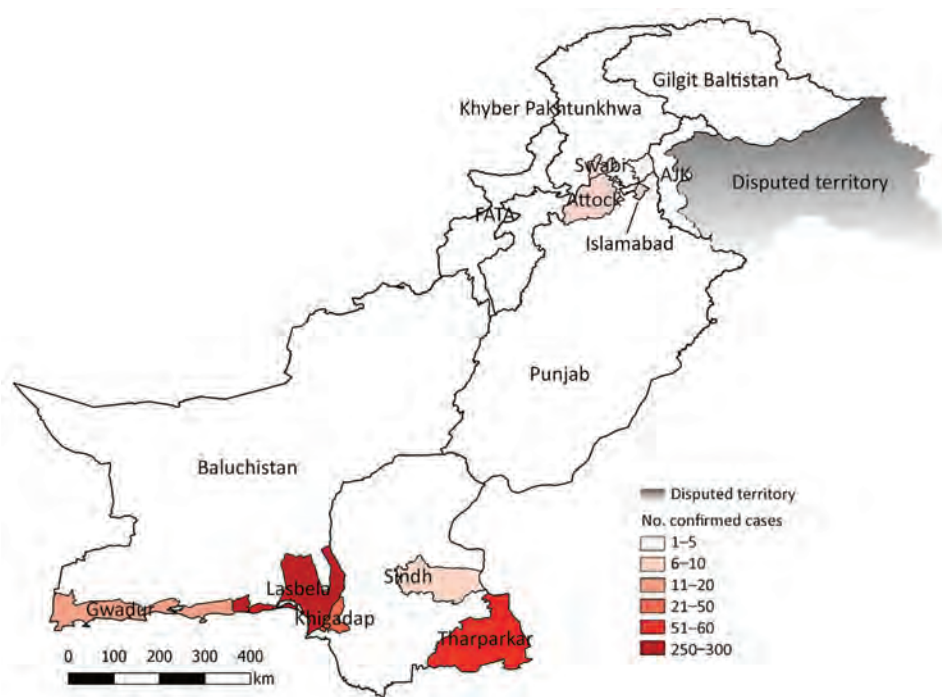 Gilgit Baltistan
Khyber Pakhtunkhwa
Swabi
AJK
Disputed territory
Attock
FATA
Islamabad
Punjab
Baluchistan
Disputed territory
No. confirmed cases
1–5
6–10
11–20
21–50
51–60
250–300
Sindh
Lasbela
Gwadur
Khigadap
Tharparkar
0 100 200 300 400
km